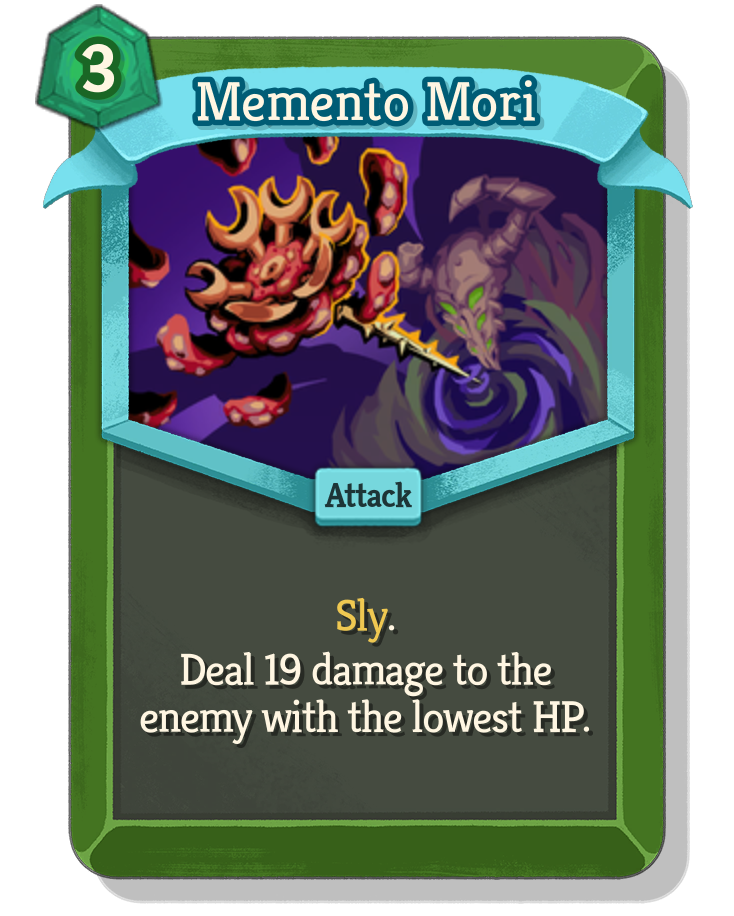 3
Memento Mori
Attack
Sly.
Deal 19 damage to the
enemy with the lowest HP.